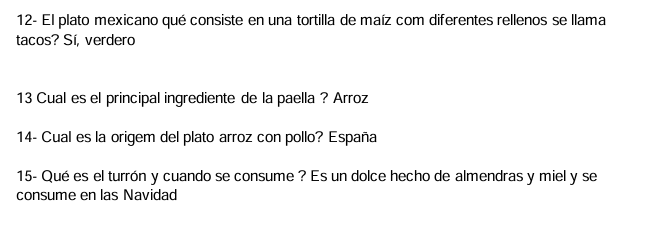 12- El plato mexicano qué consiste en una tortilla de maíz com diferentes rellenos se llama
tacos? Sí, verdero
13 Cual es el principal ingrediente de la paella ? Arroz
14- Cual es la origem del plato arroz con pollo? España
15- Qué es el turrón y cuando se consume ? Es un dolce hecho de almendras y miel y se
consume en las Navidad